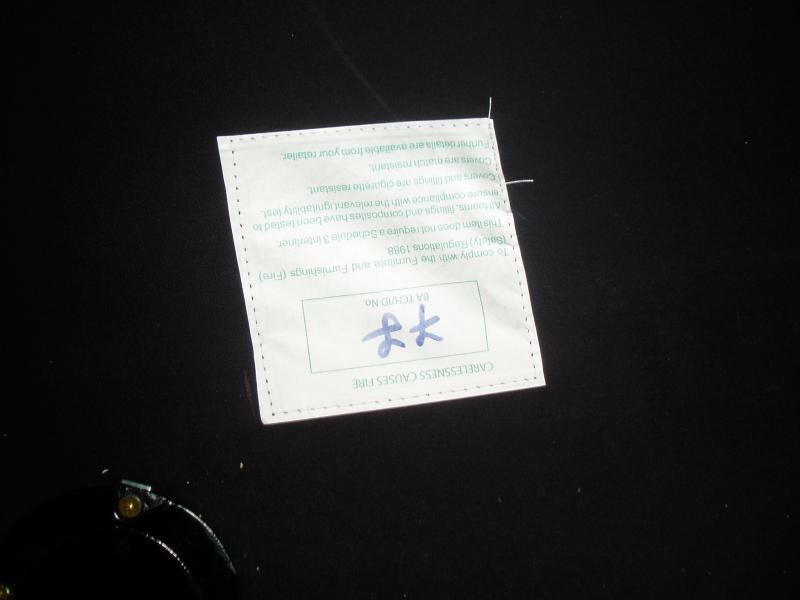 CARELESSNESS CAUSES FIRE
BATCH/ID No.
To comply with the Furniture and Furnishings (Fire)
(Safety) Regulations 1988
This item does not require a Schedule 3 interliner.
All foams, fillings and composites have been tested to
ensure compliance with the relevant ignitability test.
Covers and fillings are cigarette resistant.
Covers are match resistant.
Further details are available from your retailer.